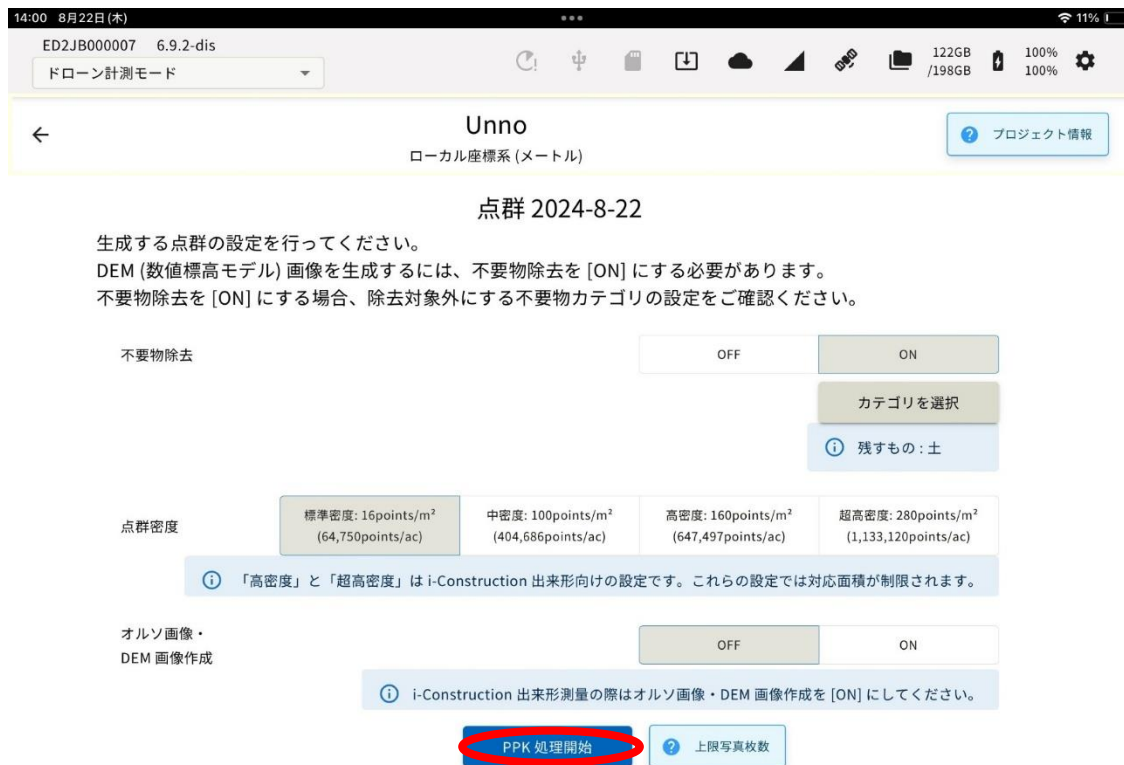 14:00 8月22日(木)
11%
ED2JB000007 6.9.2-dis
ドローン計測モード
122GB
/198GB
100%
100%
Unno
ローカル座標系 (メートル)
プロジェクト情報
点群 2024-8-22
生成する点群の設定を行ってください。
DEM (数値標高モデル) 画像を生成するには、不要物除去を [ON] にする必要があります。
不要物除去を [ON] にする場合、除去対象外にする不要物カテゴリの設定をご確認ください。
不要物除去
OFF
ON
カテゴリを選択
残すもの : 土
点群密度
標準密度: 16points/m²
(64,750points/ac)
中密度: 100points/m²
(404,686points/ac)
高密度: 160points/m²
(647,497points/ac)
超高密度: 280points/m²
(1,133,120points/ac)
「高密度」と「超高密度」は i-Construction 出来形向けの設定です。これらの設定では対応面積が制限されます。
オルソ画像・
DEM 画像作成
OFF
ON
i-Construction 出来形測量の際はオルソ画像・DEM 画像作成を [ON] にしてください。
PPK 処理開始
上限写真枚数